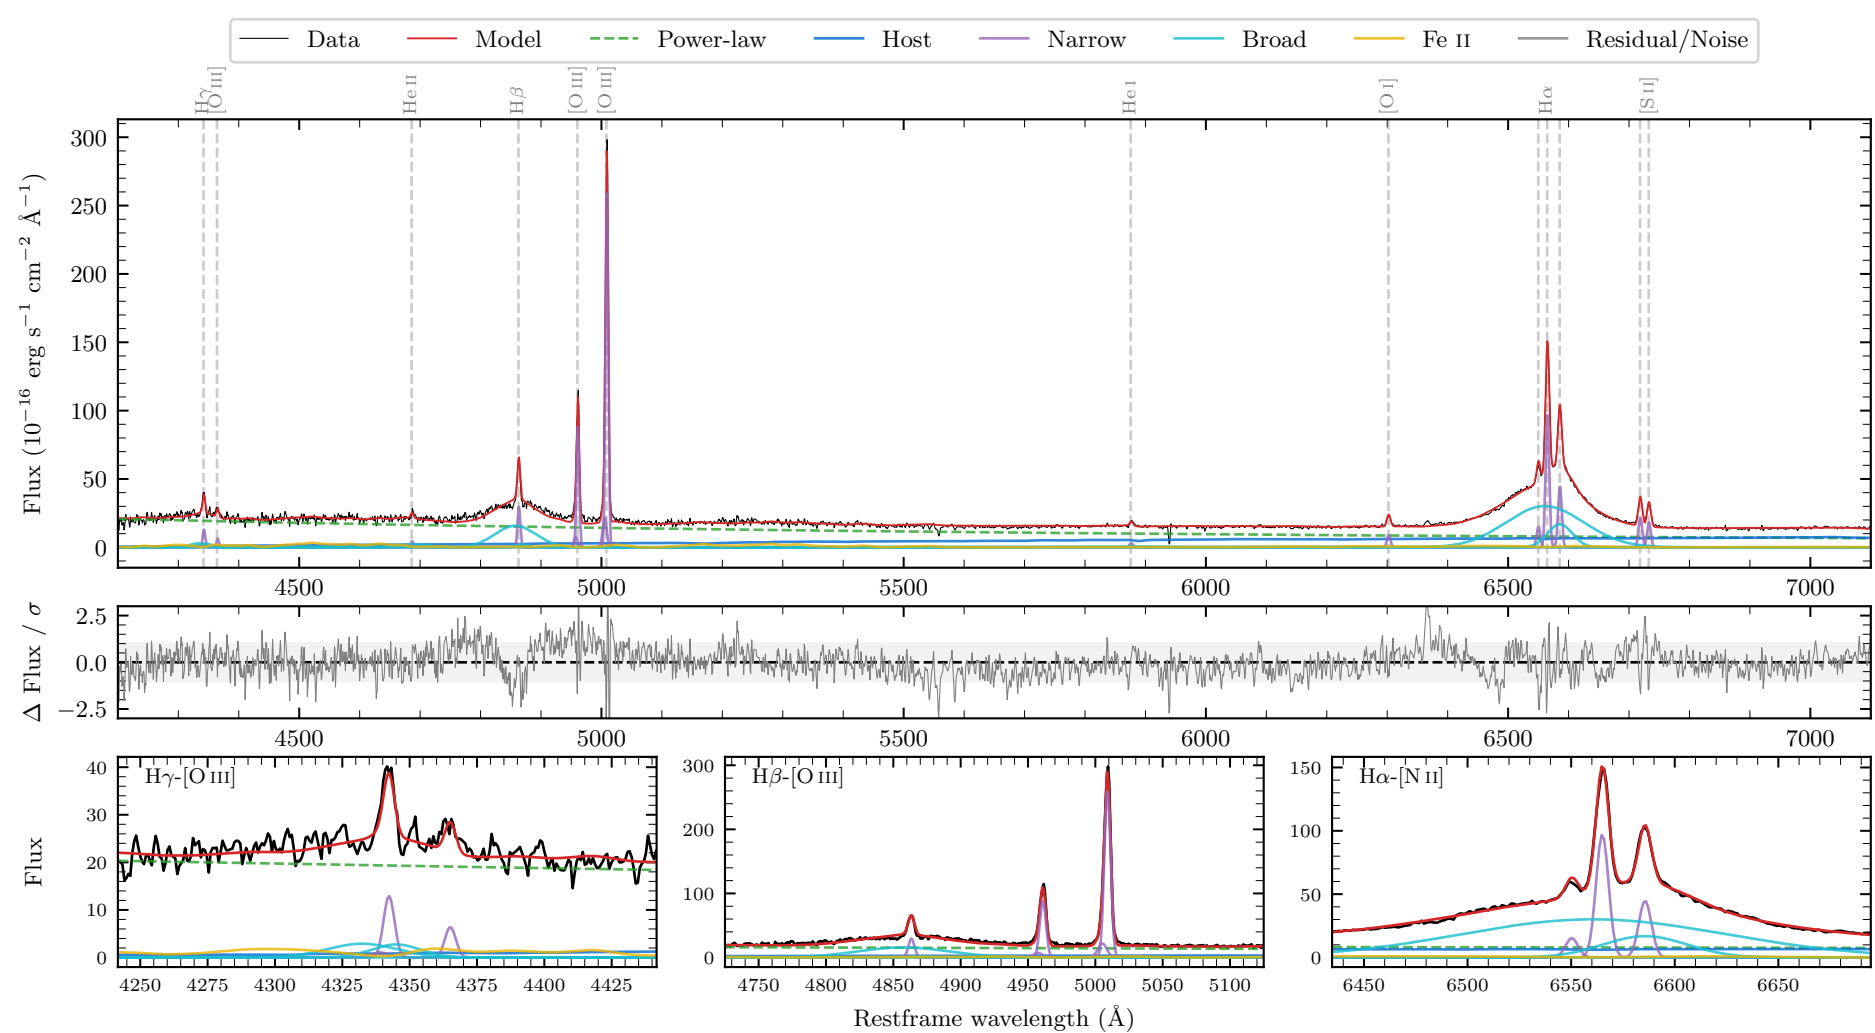 Data Model Power-law Host Narrow Broad Fe II Residual/Noise
Hγ [O III] He II Hβ [O III] [O III] He I [O I] Hα [S II]
Flux (10⁻¹⁶ erg s⁻¹ cm⁻² Å⁻¹)
300
250
200
150
100
50
0
4500 5000 5500 6000 6500 7000
Δ Flux / σ
2.5
0.0
−2.5
4500 5000 5500 6000 6500 7000
Flux
Hγ-[O III]
40
30
20
10
0
4250 4275 4300 4325 4350 4375 4400 4425
Hβ-[O III]
300
200
100
0
4750 4800 4850 4900 4950 5000 5050 5100
Hα-[N II]
150
100
50
0
6450 6500 6550 6600 6650
Restframe wavelength (Å)